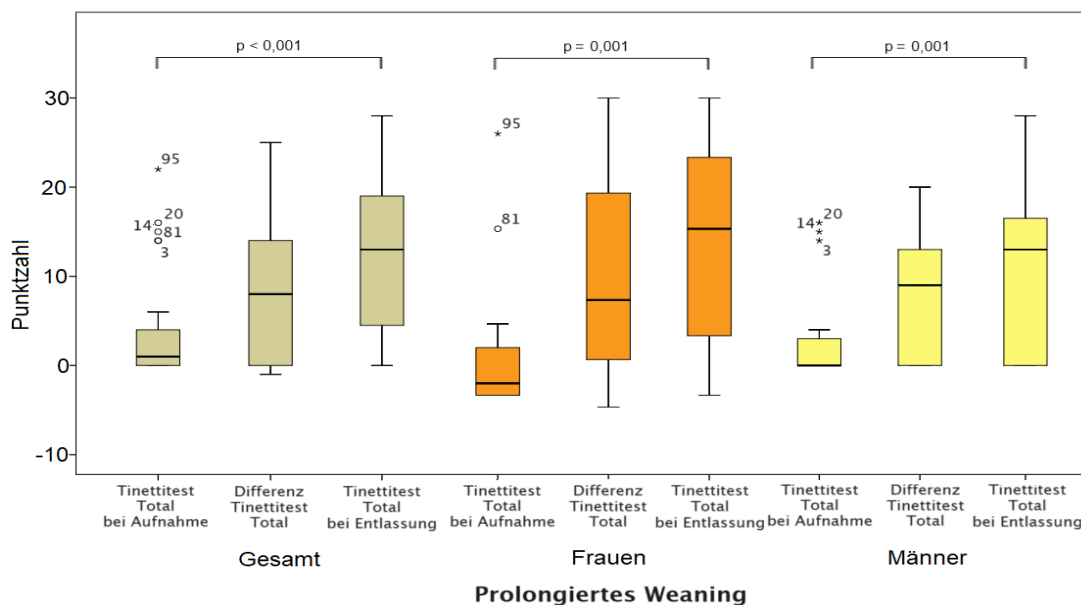 p < 0,001
p = 0,001
p = 0,001
Punktzahl
30
20
10
0
-10
95
20
14
81
3
95
81
20
14
3
Tinettitest
Total
bei Aufnahme
Differenz
Tinettitest
Total
Tinettitest
Total
bei Entlassung
Tinettitest
Total
bei Aufnahme
Differenz
Tinettitest
Total
Tinettitest
Total
bei Entlassung
Tinettitest
Total
bei Aufnahme
Differenz
Tinettitest
Total
Tinettitest
Total
bei Entlassung
Gesamt
Frauen
Männer
Prolongiertes Weaning